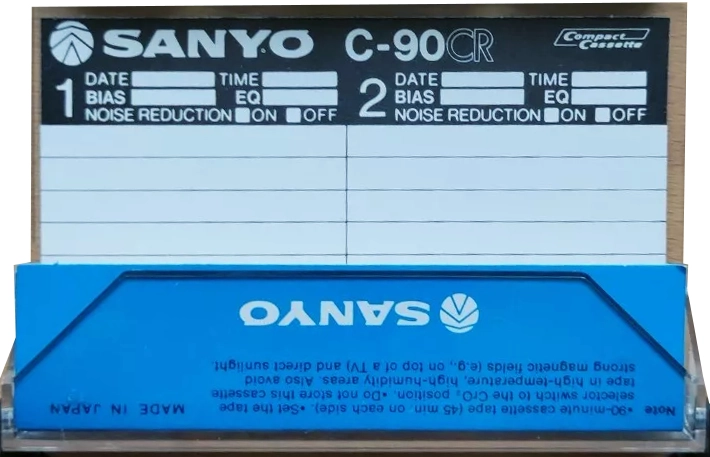 SANYO C-90CR Compact Cassette
1 DATE TIME 2 DATE TIME
BIAS EQ BIAS EQ
NOISE REDUCTION ON OFF NOISE REDUCTION ON OFF
SANYO
Note •90-minute cassette tape (45 min. on each side). •Set the tape
selector switch to the CrO₂ position. •Do not store this cassette
tape in high-temperature, high-humidity areas. Also avoid
strong magnetic fields (e.g., on top of a TV) and direct sunlight.
MADE IN JAPAN